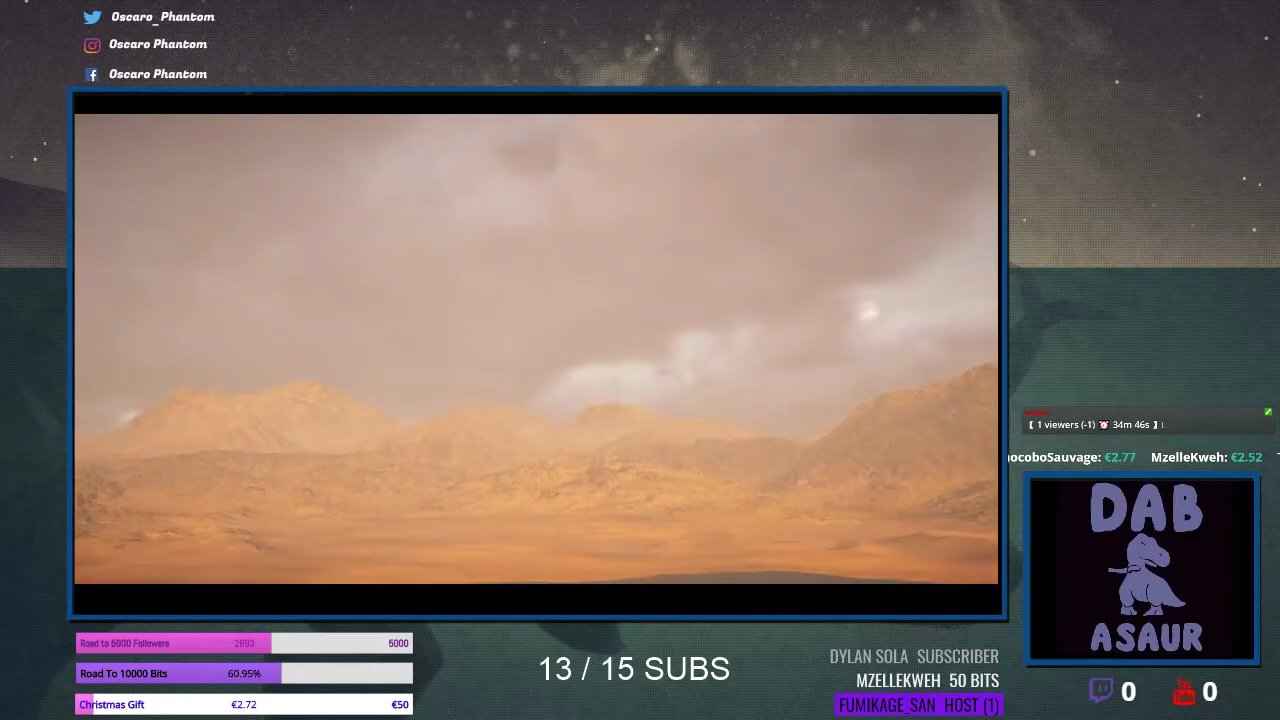 Oscaro_Phantom
Oscaro Phantom
Oscaro Phantom
【 1 viewers (-1) ⏰ 34m 46s 】
ocoboSauvage: €2.77 MzelleKweh: €2.52
DAB
ASAUR
Road to 5000 Followers 2893 5000
Road To 10000 Bits 60.95%
Christmas Gift €2.72 €50
13 / 15 SUBS
DYLAN SOLA SUBSCRIBER
MZELLEKWEH 50 BITS
FUMIKAGE_SAN HOST (1)
0 You Tube 0